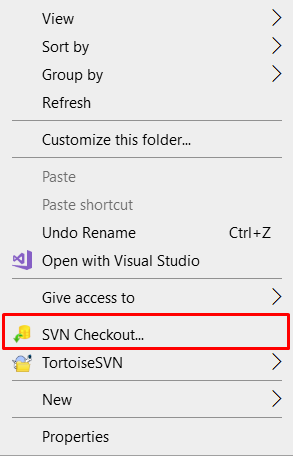 View
Sort by
Group by
Refresh
Customize this folder...
Paste
Paste shortcut
Undo Rename Ctrl+Z
Open with Visual Studio
Give access to
SVN Checkout...
TortoiseSVN
New
Properties